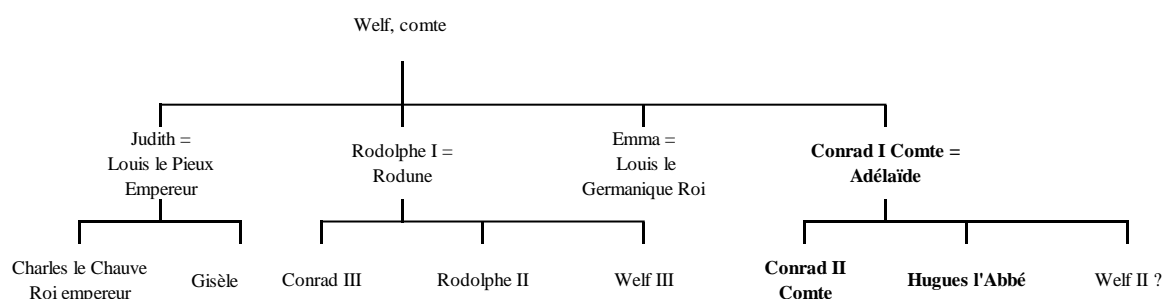 Welf, comte
Judith =
Louis le Pieux
Empereur
Rodolphe I =
Rodune
Emma =
Louis le
Germanique Roi
Conrad I Comte =
Adélaïde
Charles le Chauve
Roi empereur
Gisèle
Conrad III
Rodolphe II
Welf III
Conrad II
Comte
Hugues l'Abbé
Welf II ?